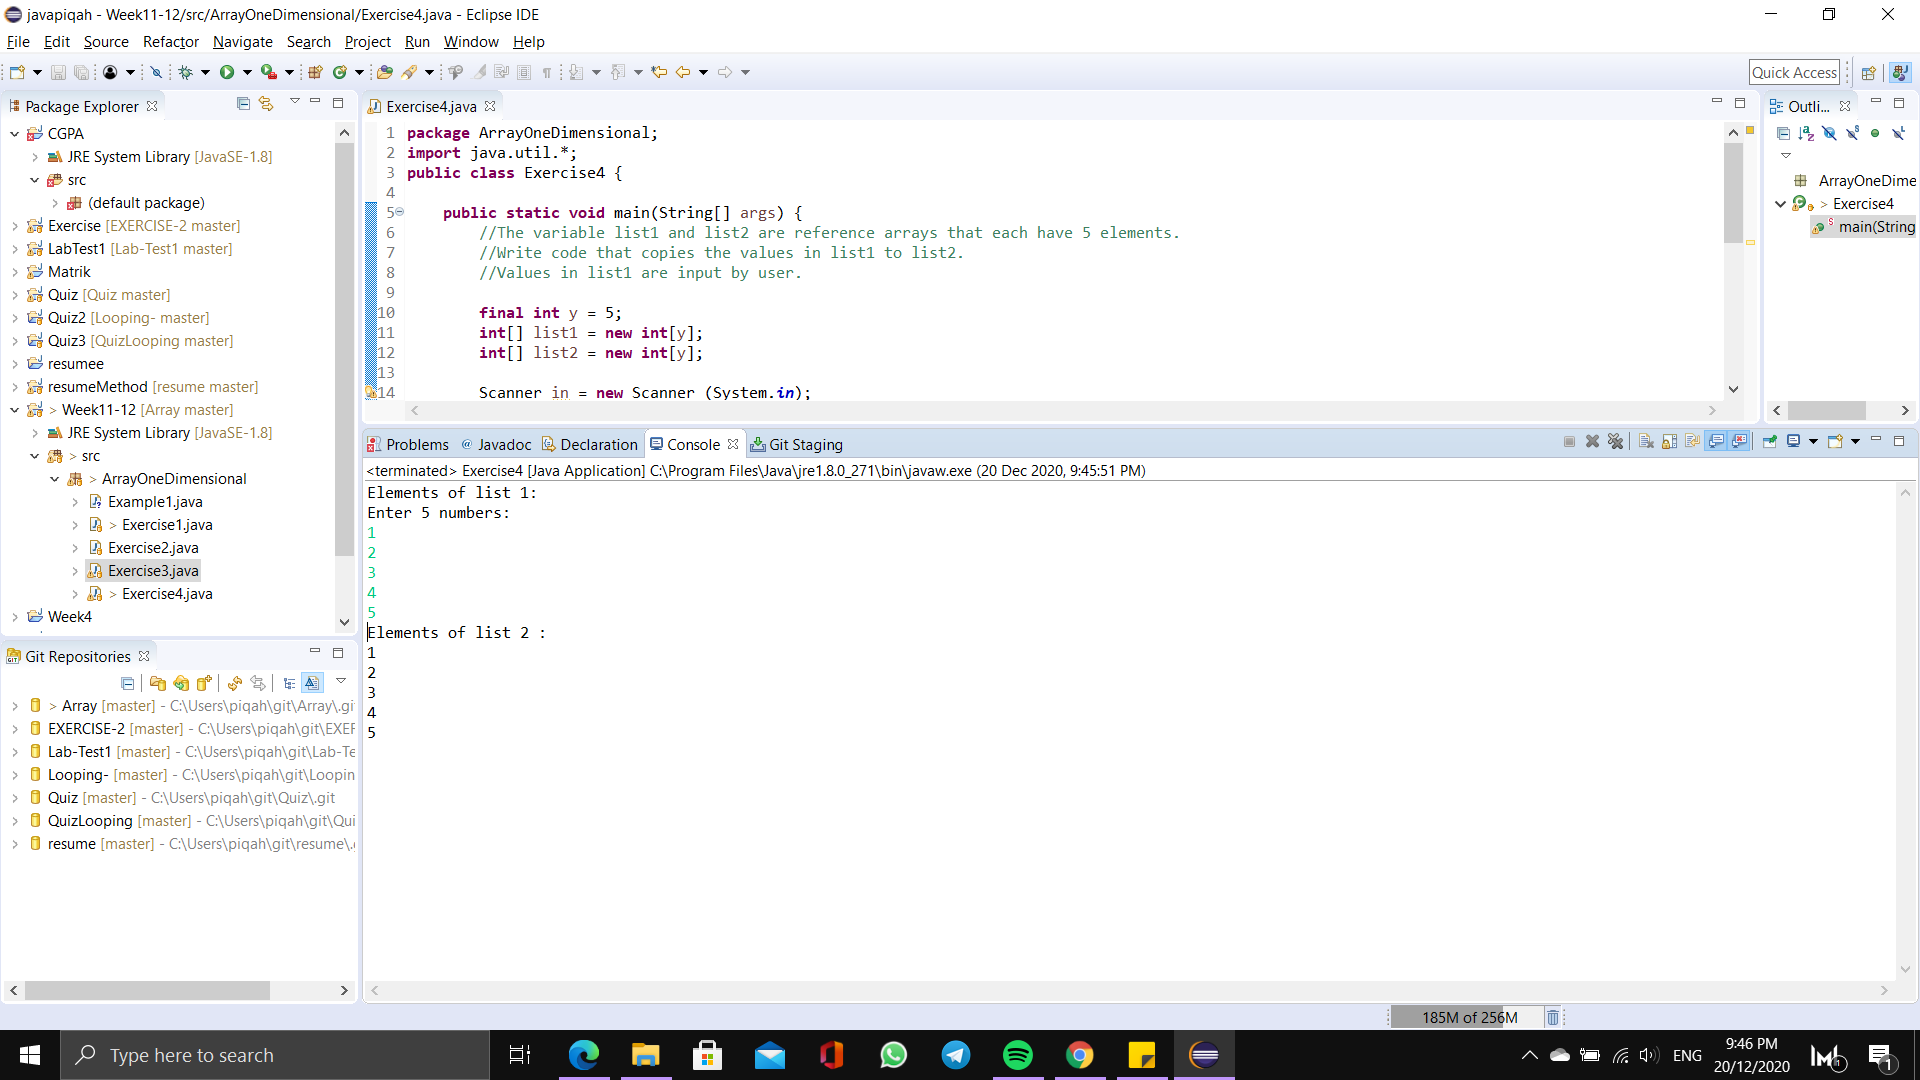 javapiqah - Week11-12/src/ArrayOneDimensional/Exercise4.java - Eclipse IDE
File Edit Source Refactor Navigate Search Project Run Window Help
Quick Access
Package Explorer
CGPA
JRE System Library [JavaSE-1.8]
src
(default package)
Exercise [EXERCISE-2 master]
LabTest1 [Lab-Test1 master]
Matrik
Quiz [Quiz master]
Quiz2 [Looping- master]
Quiz3 [QuizLooping master]
resumee
resumeMethod [resume master]
> Week11-12 [Array master]
JRE System Library [JavaSE-1.8]
> src
> ArrayOneDimensional
Example1.java
> Exercise1.java
Exercise2.java
Exercise3.java
> Exercise4.java
Week4
Git Repositories
> Array [master] - C:\Users\piqah\git\Array\.gi
EXERCISE-2 [master] - C:\Users\piqah\git\EXEF
Lab-Test1 [master] - C:\Users\piqah\git\Lab-Te
Looping- [master] - C:\Users\piqah\git\Loopin
Quiz [master] - C:\Users\piqah\git\Quiz\.git
QuizLooping [master] - C:\Users\piqah\git\Qui
resume [master] - C:\Users\piqah\git\resume\.
Exercise4.java
1 package ArrayOneDimensional;
2 import java.util.*;
3 public class Exercise4 {
4
5 public static void main(String[] args) {
6 //The variable list1 and list2 are reference arrays that each have 5 elements.
7 //Write code that copies the values in list1 to list2.
8 //Values in list1 are input by user.
9
10 final int y = 5;
11 int[] list1 = new int[y];
12 int[] list2 = new int[y];
13
14 Scanner in = new Scanner (System.in);
Outli...
ArrayOneDime
> Exercise4
main(String
Problems @ Javadoc Declaration Console Git Staging
<terminated> Exercise4 [Java Application] C:\Program Files\Java\jre1.8.0_271\bin\javaw.exe (20 Dec 2020, 9:45:51 PM)
Elements of list 1:
Enter 5 numbers:
1
2
3
4
5
Elements of list 2 :
1
2
3
4
5
185M of 256M
Type here to search
ENG
9:46 PM
20/12/2020
1